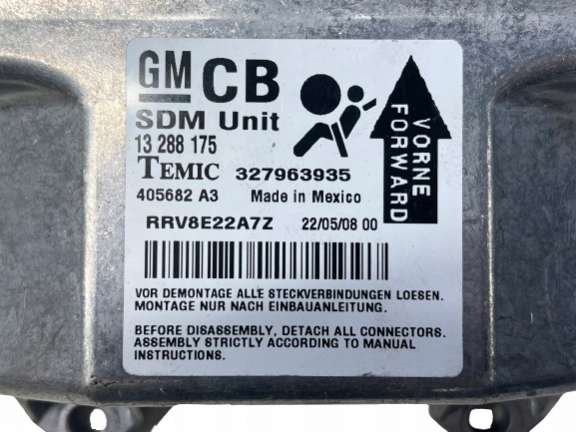 GM CB
SDM Unit
13 288 175
TEMIC 327963935
405682 A3 Made in Mexico
RRV8E22A7Z 22/05/08 00
VORNE
FORWARD
VOR DEMONTAGE ALLE STECKVERBINDUNGEN LOESEN.
MONTAGE NUR NACH EINBAUANLEITUNG.
BEFORE DISASSEMBLY, DETACH ALL CONNECTORS.
ASSEMBLY STRICTLY ACCORDING TO MANUAL
INSTRUCTIONS.